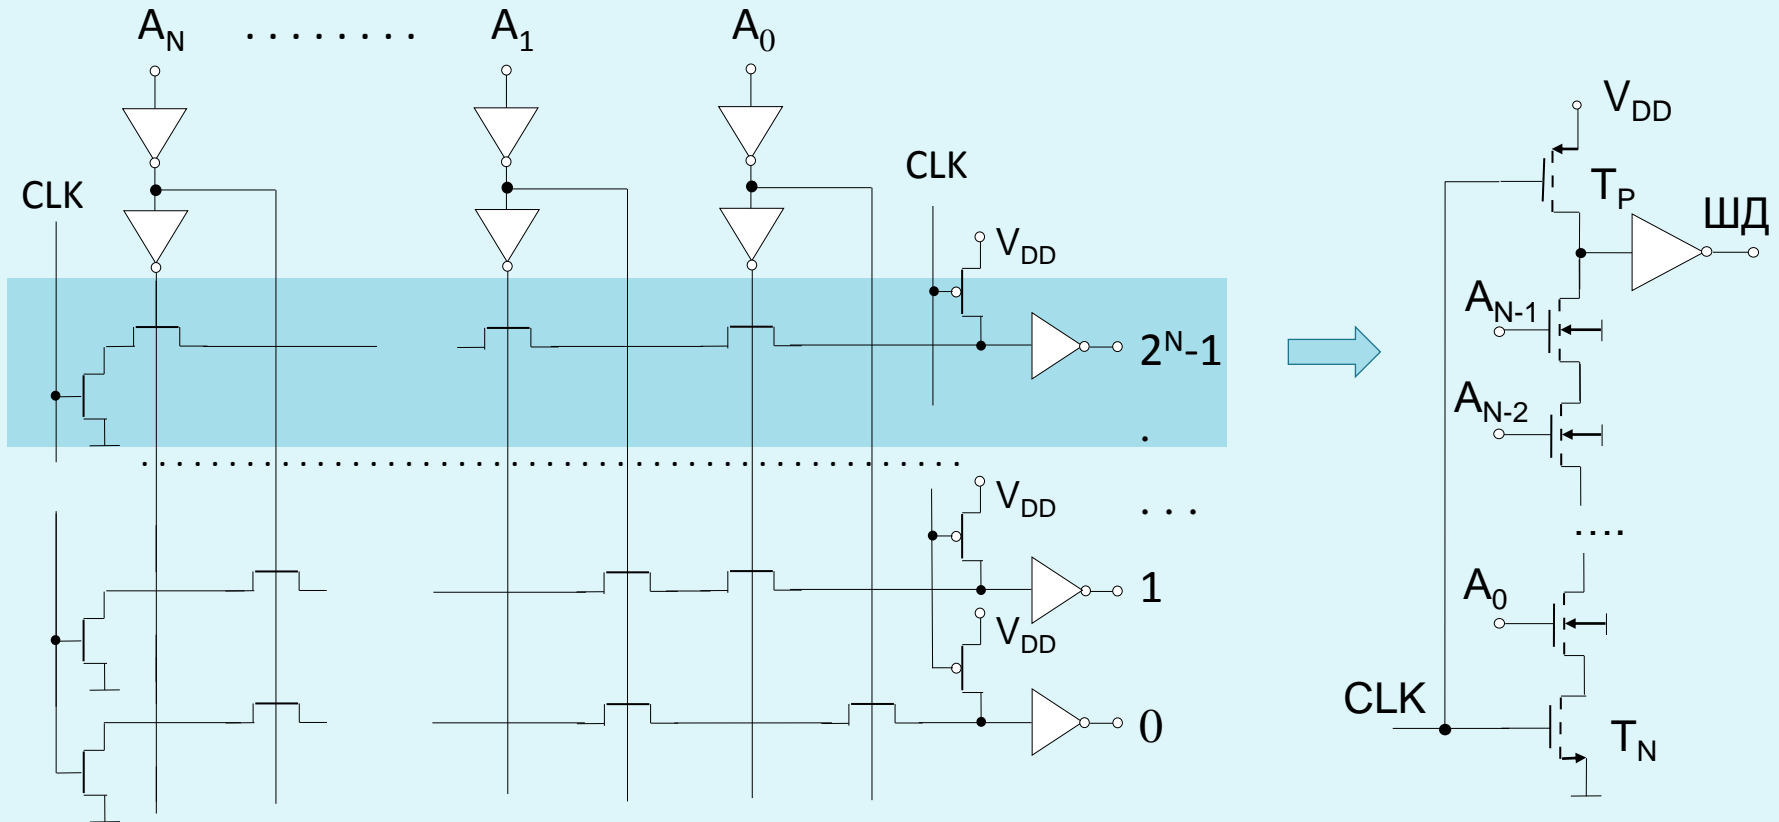 A_N . . . . . . . . A_1 A_0
CLK
CLK
V_DD
2^N-1
.
V_DD
. . .
1
V_DD
0
V_DD
T_P
ШД
A_N-1
A_N-2
....
A_0
CLK
T_N